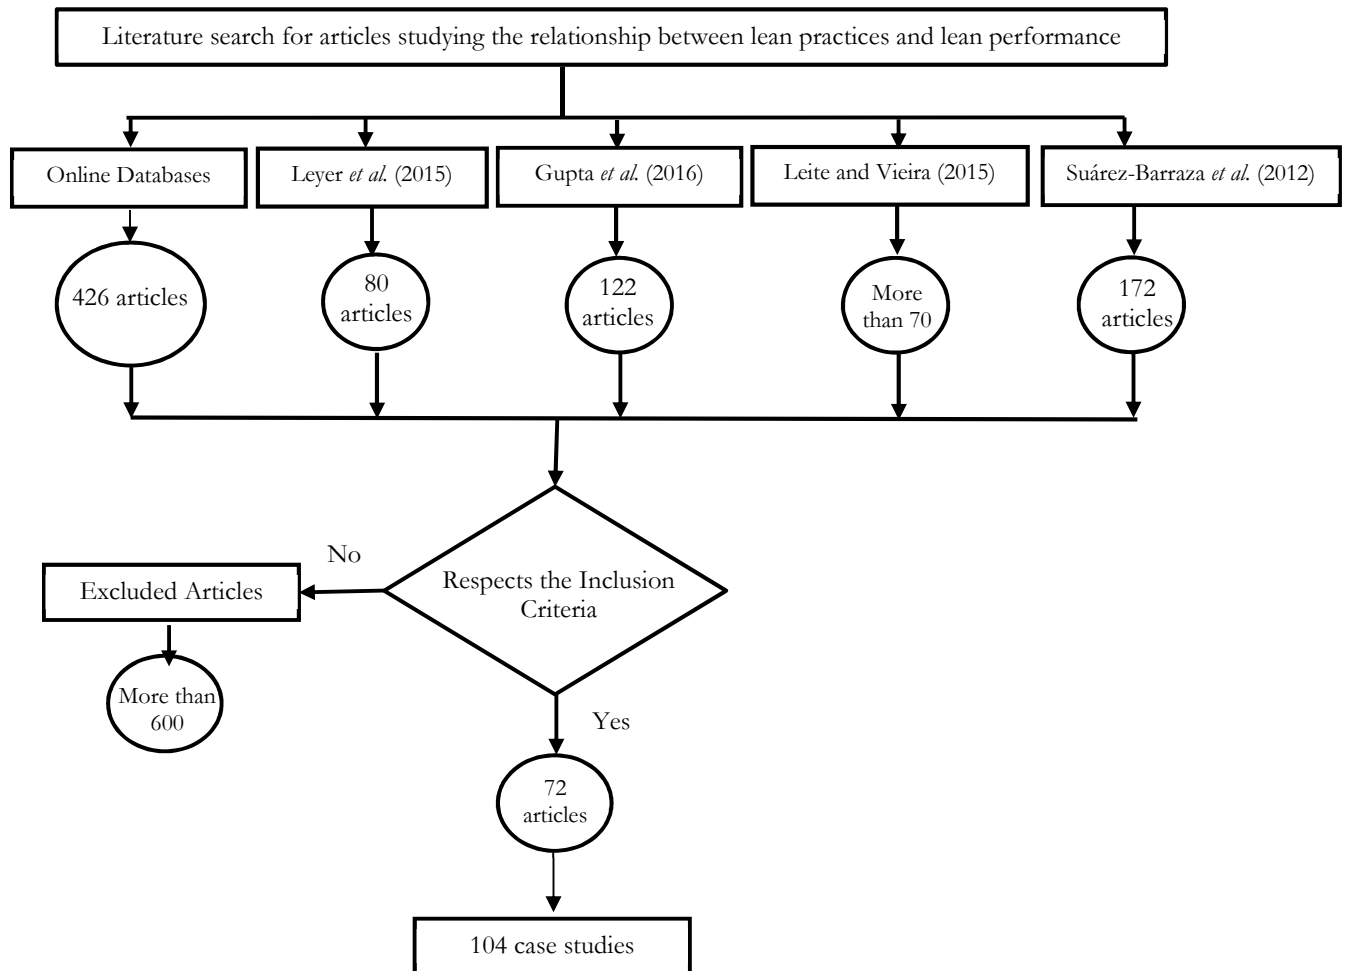 Literature search for articles studying the relationship between lean practices and lean performance
Online Databases
Leyer et al. (2015)
Gupta et al. (2016)
Leite and Vieira (2015)
Suárez-Barraza et al. (2012)
426 articles
80
articles
122
articles
More
than 70
172
articles
No
Excluded Articles
Respects the Inclusion
Criteria
More than
600
Yes
72
articles
104 case studies